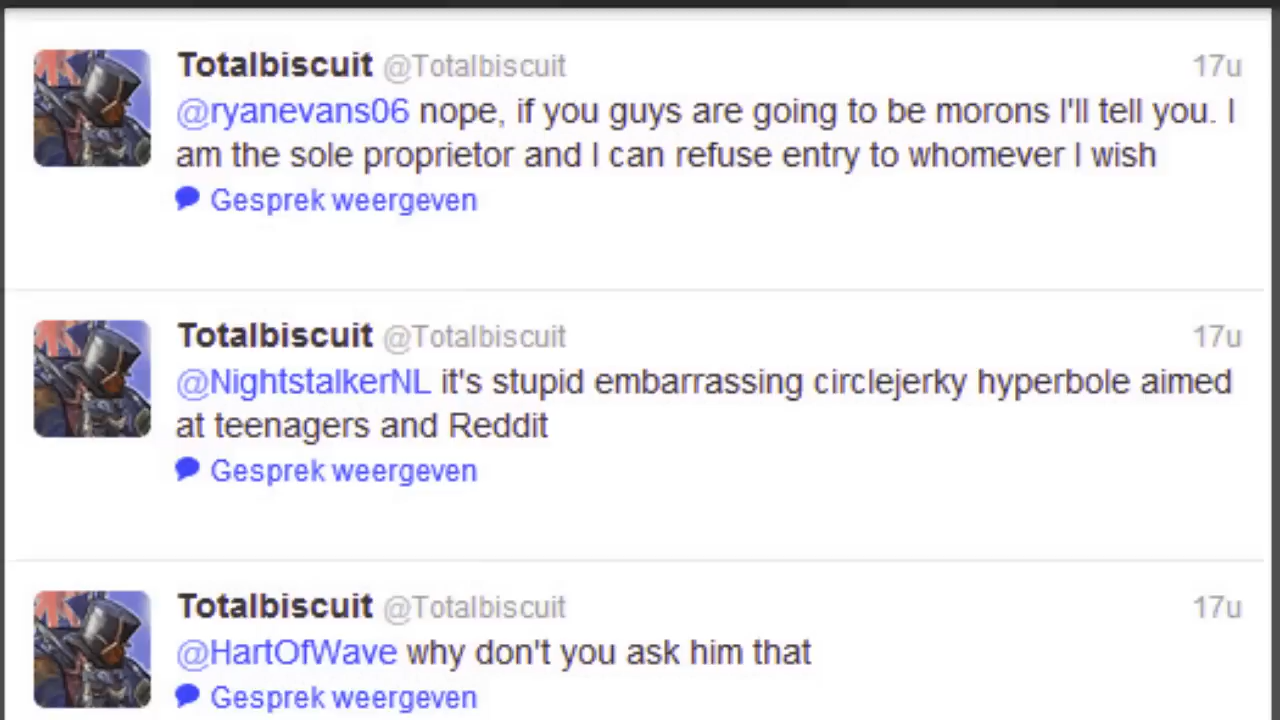 Totalbiscuit @Totalbiscuit 17u
@ryanevans06 nope, if you guys are going to be morons I'll tell you. I
am the sole proprietor and I can refuse entry to whomever I wish
Gesprek weergeven
Totalbiscuit @Totalbiscuit 17u
@NightstalkerNL it's stupid embarrassing circlejerky hyperbole aimed
at teenagers and Reddit
Gesprek weergeven
Totalbiscuit @Totalbiscuit 17u
@HartOfWave why don't you ask him that
Gesprek weergeven